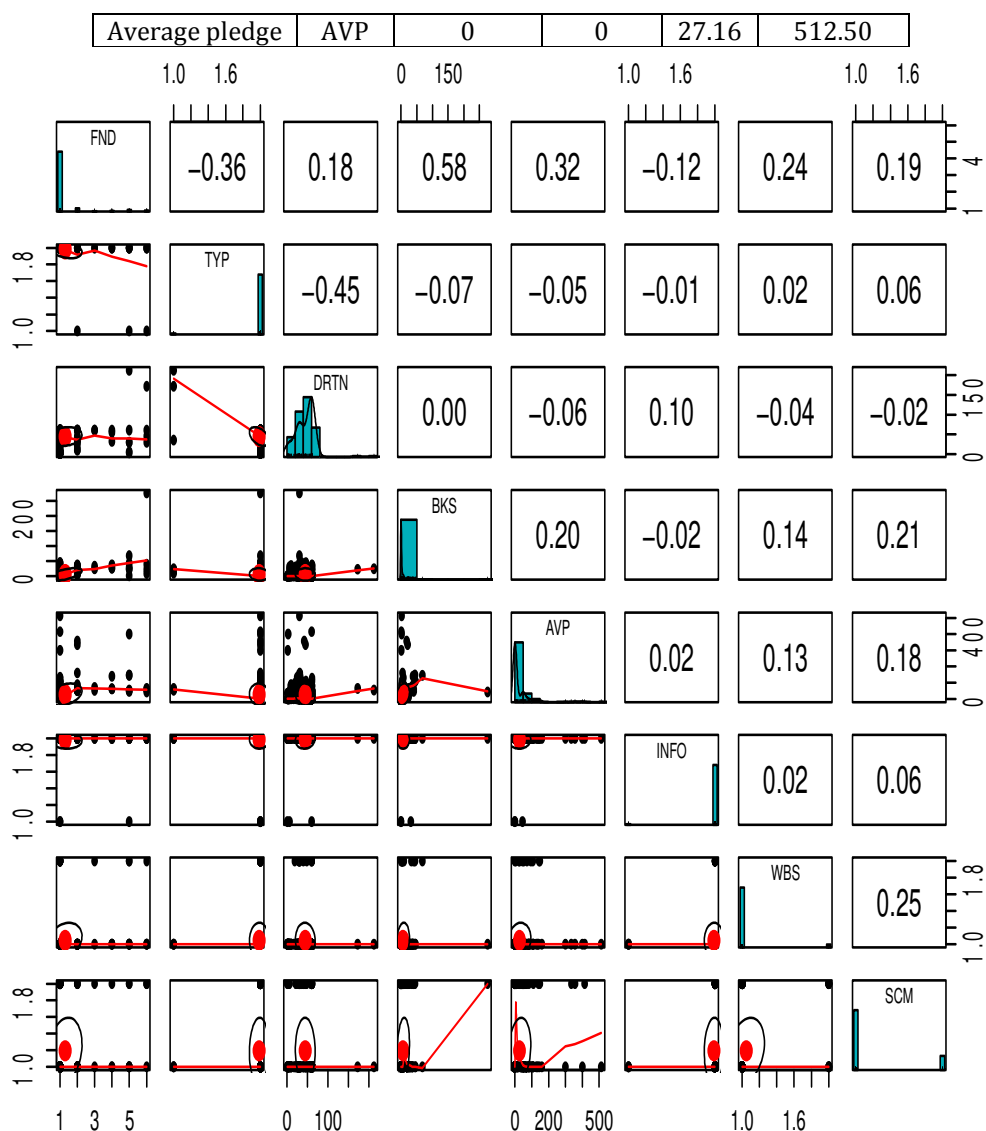 Average pledge AVP 0 0 27.16 512.50
1.0 1.6 0 150 1.0 1.6 1.0 1.6
FND −0.36 0.18 0.58 0.32 −0.12 0.24 0.19 1 4
1.0 1.8 TYP −0.45 −0.07 −0.05 −0.01 0.02 0.06
DRTN 0.00 −0.06 0.10 −0.04 −0.02 0 150
0 200 BKS 0.20 −0.02 0.14 0.21
AVP 0.02 0.13 0.18 0 400
1.0 1.8 INFO 0.02 0.06
WBS 0.25 1.0 1.8
1.0 1.8 SCM
1 3 5 0 100 0 200 500 1.0 1.6